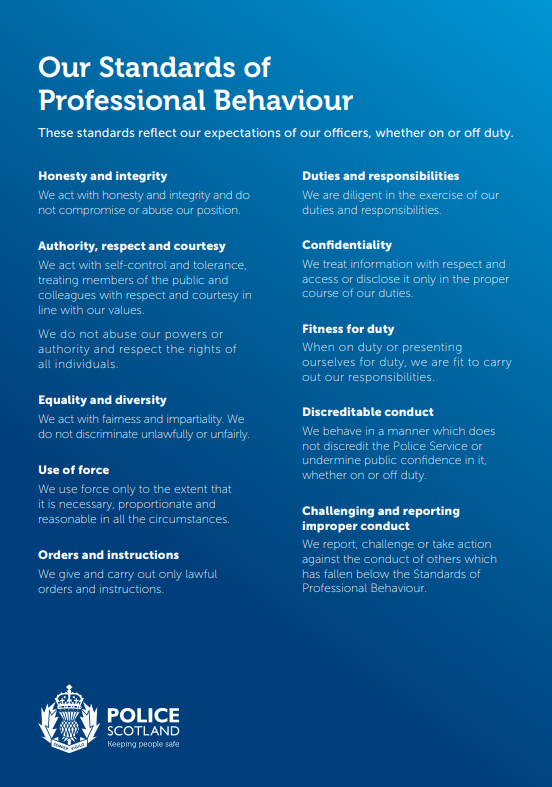 Our Standards of
Professional Behaviour
These standards reflect our expectations of our officers, whether on or off duty.
Honesty and integrity
We act with honesty and integrity and do
not compromise or abuse our position.
Authority, respect and courtesy
We act with self-control and tolerance,
treating members of the public and
colleagues with respect and courtesy in
line with our values.
We do not abuse our powers or
authority and respect the rights of
all individuals.
Equality and diversity
We act with fairness and impartiality. We
do not discriminate unlawfully or unfairly.
Use of force
We use force only to the extent that
it is necessary, proportionate and
reasonable in all the circumstances.
Orders and instructions
We give and carry out only lawful
orders and instructions.
Duties and responsibilities
We are diligent in the exercise of our
duties and responsibilities.
Confidentiality
We treat information with respect and
access or disclose it only in the proper
course of our duties.
Fitness for duty
When on duty or presenting
ourselves for duty, we are fit to carry
out our responsibilities.
Discreditable conduct
We behave in a manner which does
not discredit the Police Service or
undermine public confidence in it,
whether on or off duty.
Challenging and reporting
improper conduct
We report, challenge or take action
against the conduct of others which
has fallen below the Standards of
Professional Behaviour.
SEMPER VIGILO
POLICE
SCOTLAND
Keeping people safe